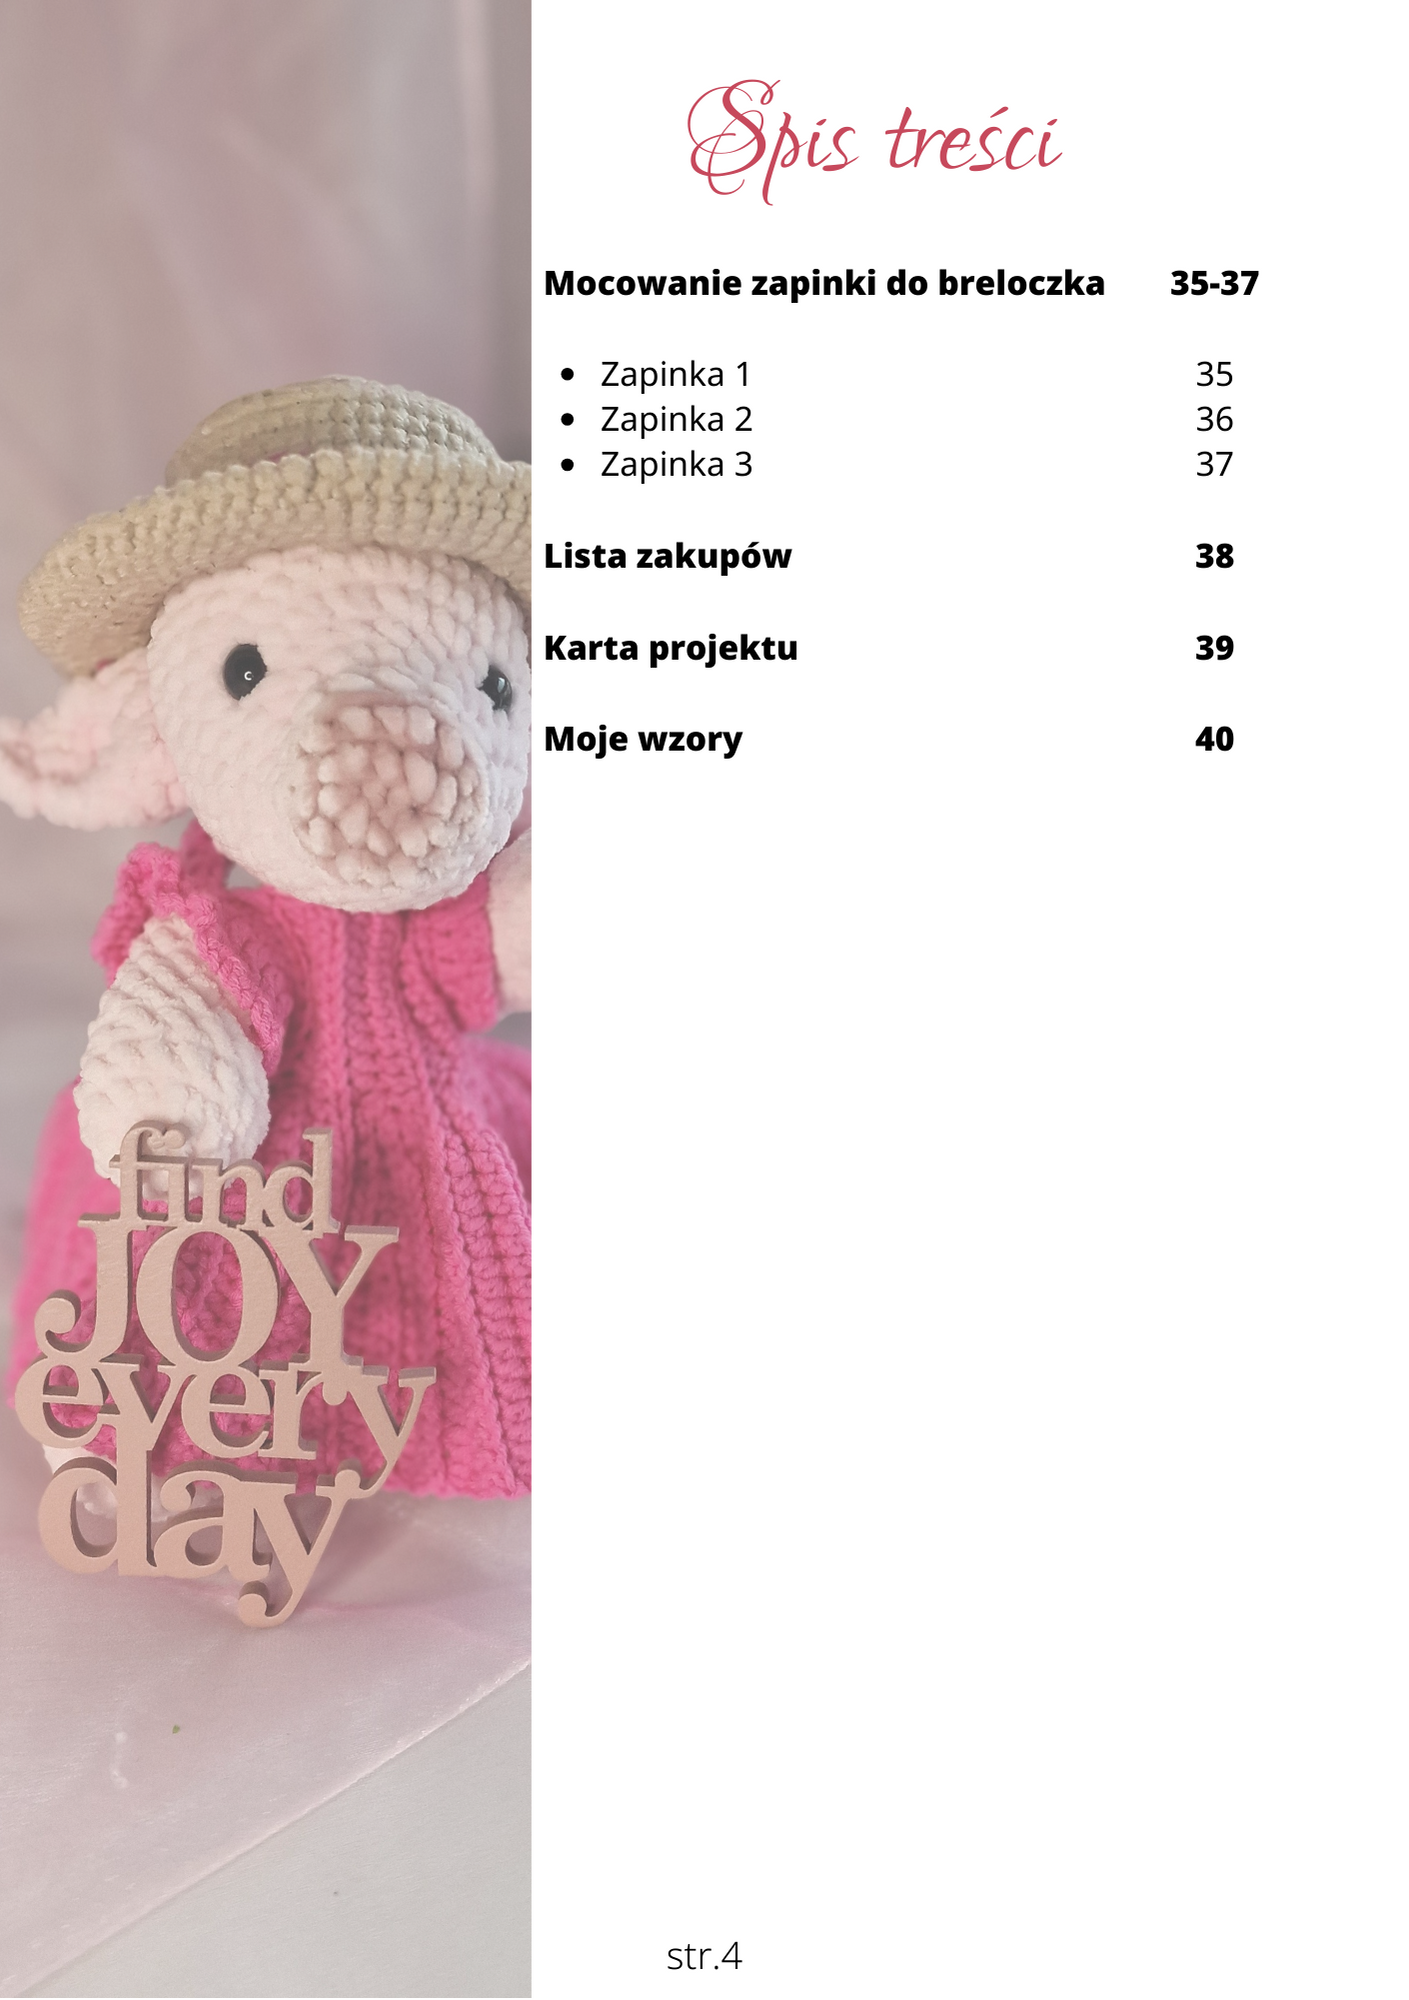 Spis treści
Mocowanie zapinki do breloczka 35-37
• Zapinka 1 35
• Zapinka 2 36
• Zapinka 3 37
Lista zakupów 38
Karta projektu 39
Moje wzory 40
find
JOY
every
day
str.4